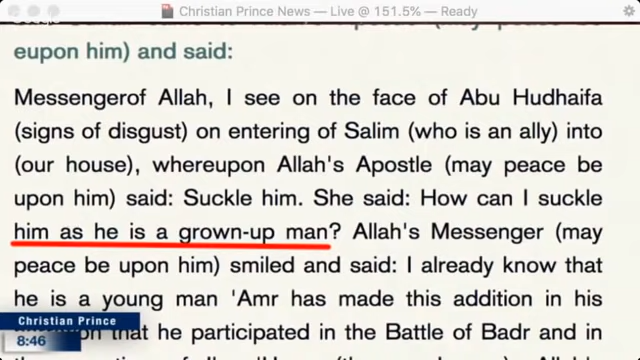 Christian Prince News — Live @ 151.5% — Ready
eupon him) and said:
Messengerof Allah, I see on the face of Abu Hudhaifa
(signs of disgust) on entering of Salim (who is an ally) into
(our house), whereupon Allah's Apostle (may peace be
upon him) said: Suckle him. She said: How can I suckle
him as he is a grown-up man? Allah's Messenger (may
peace be upon him) smiled and said: I already know that
he is a young man 'Amr has made this addition in his
Christian Prince
8:46
that he participated in the Battle of Badr and in